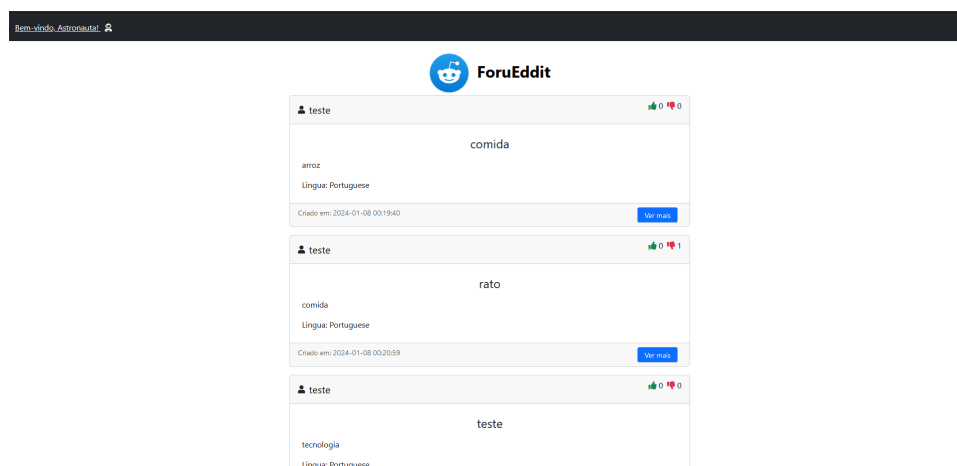 Bem-vindo, Astronauta!
ForuEddit
teste
0 0
comida
arroz
Lingua: Portuguese
Criado em: 2024-01-08 00:19:40
Ver mais
teste
0 1
rato
comida
Lingua: Portuguese
Criado em: 2024-01-08 00:20:59
Ver mais
teste
0 0
teste
tecnologia
Lingua: Portuguese